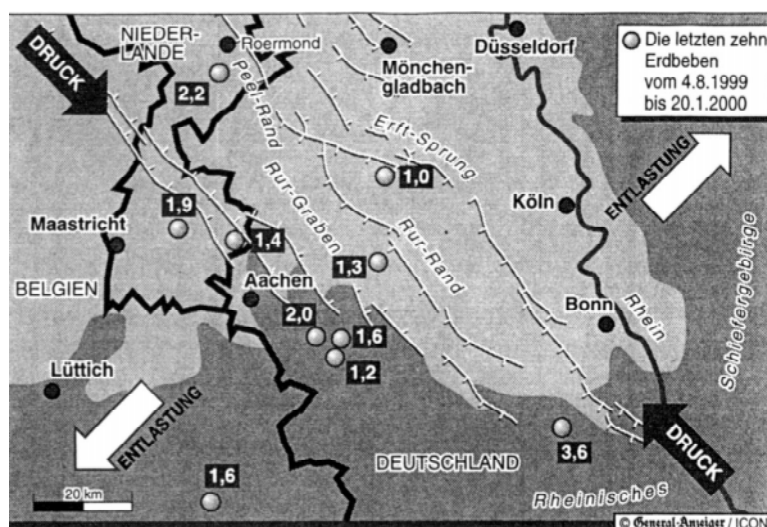 NIEDER-
LANDE
Roermond
DRUCK
Düsseldorf
Mönchen-
gladbach
Die letzten zehn
Erdbeben
vom 4.8.1999
bis 20.1.2000
2,2
Peel-Rand
Erft-Sprung
ENTLASTUNG
1,0
Köln
1,9
Maastricht
1,4
Rur-Graben
Rur-Rand
1,3
BELGIEN
Aachen
Bonn
Rhein
Schiefergebirge
2,0
1,6
1,2
Lüttich
ENTLASTUNG
DRUCK
3,6
DEUTSCHLAND
1,6
20 km
Rheinisches
© General-Anzeiger / ICON